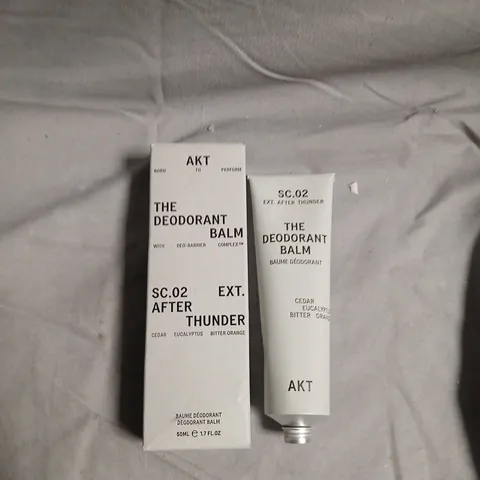 AKT
BORN TO PERFORM
THE
DEODORANT
BALM
WITH DEO-BARRIER COMPLEX™
SC.02 EXT.
AFTER
THUNDER
CEDAR EUCALYPTUS BITTER ORANGE
BAUME DÉODORANT
DEODORANT BALM
50ML ℮ 1.7 FL.OZ
SC.02
EXT. AFTER THUNDER
THE
DEODORANT
BALM
BAUME DÉODORANT
CEDAR
EUCALYPTUS
BITTER ORANGE
AKT